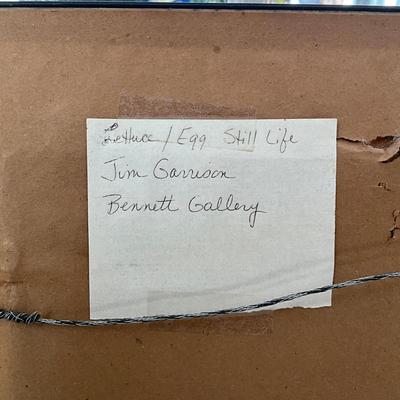 Lettuce / Egg Still Life
Jim Garrison
Bennett Gallery